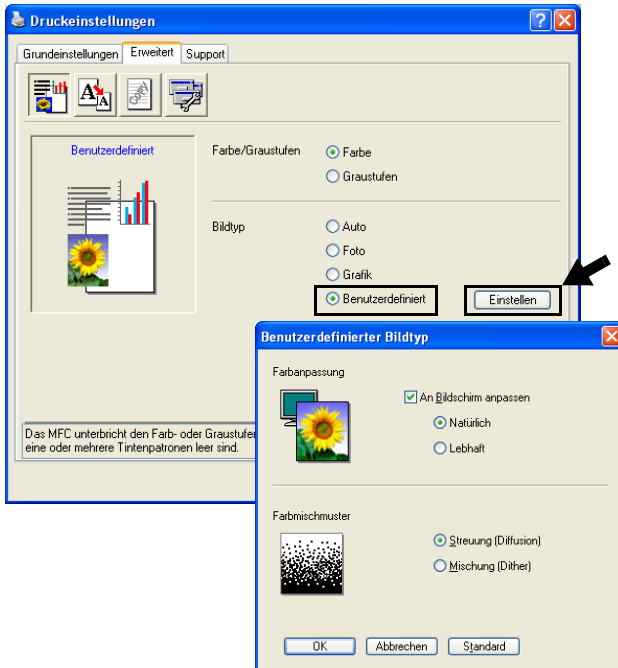 Druckeinstellungen
Grundeinstellungen Erweitert Support
Benutzerdefiniert
Farbe/Graustufen
Farbe
Graustufen
Bildtyp
Auto
Foto
Grafik
Benutzerdefiniert
Einstellen
Das MFC unterbricht den Farb- oder Graustufe
eine oder mehrere Tintenpatronen leer sind.
Benutzerdefinierter Bildtyp
Farbanpassung
An Bildschirm anpassen
Natürlich
Lebhaft
Farbmischmuster
Streuung (Diffusion)
Mischung (Dither)
OK Abbrechen Standard